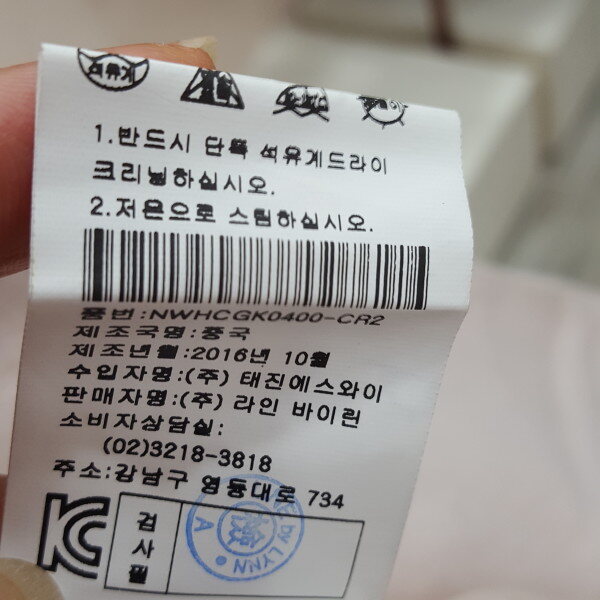 석유계
1.반드시 단독 석유계드라이
크리닝하십시오.
2.저온으로 스팀하십시오.
품번:NWHCGK0400-CR2
제조국명:중국
제조년월:2016년 10월
수입자명:(주) 태진에스와이
판매자명:(주) 라인 바이린
소비자상담실:
(02)3218-3818
주소:강남구 영동대로 734
검사필
A
by LYNN